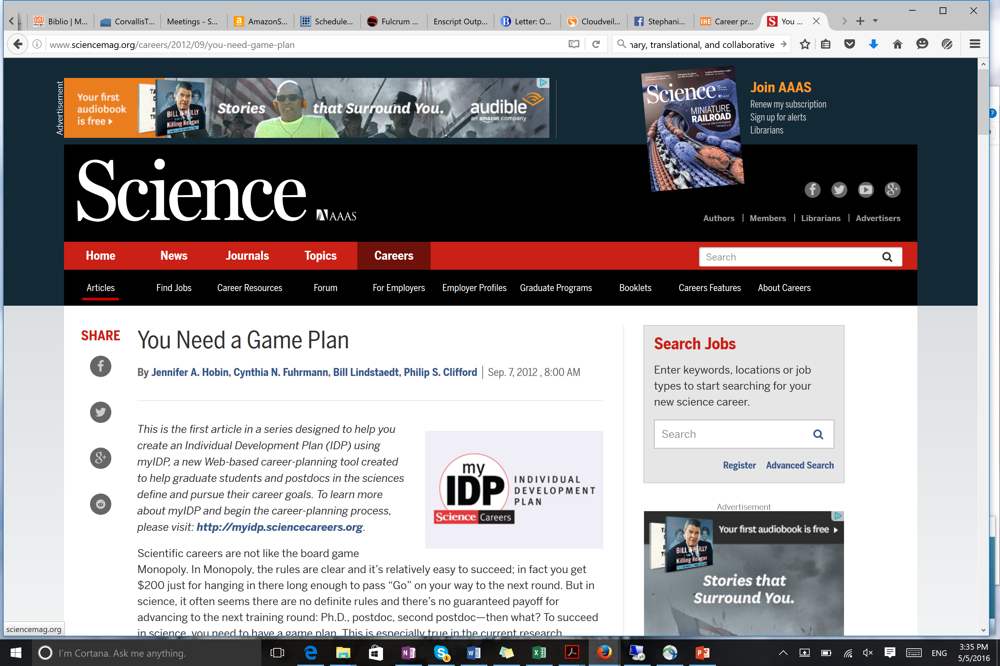 Biblio | M...
CorvallisT...
Meetings - S...
AmazonS...
Schedule...
Fulcrum ...
Enscript Outp...
Letter: O...
Cloudveil...
Stephani...
Career pr...
You ...
www.sciencemag.org/careers/2012/09/you-need-game-plan
nary, translational, and collaborative
Advertisement
Your first
audiobook
is free
BILL O'REILLY
Killing Reagan
Stories that Surround You.
audible
an amazon company
Science
AAAS
MINIATURE
RAILROAD
Join AAAS
Renew my subscription
Sign up for alerts
Librarians
Science
AAAS
Authors | Members | Librarians | Advertisers
Home News Journals Topics Careers
Search
Articles Find Jobs Career Resources Forum For Employers Employer Profiles Graduate Programs Booklets Careers Features About Careers
SHARE
You Need a Game Plan
By Jennifer A. Hobin, Cynthia N. Fuhrmann, Bill Lindstaedt, Philip S. Clifford | Sep. 7, 2012 , 8:00 AM
This is the first article in a series designed to help you
create an Individual Development Plan (IDP) using
myIDP, a new Web-based career-planning tool created
to help graduate students and postdocs in the sciences
define and pursue their career goals. To learn more
about myIDP and begin the career-planning process,
please visit: http://myidp.sciencecareers.org.
my
IDP
INDIVIDUAL
DEVELOPMENT
PLAN
Science Careers
Scientific careers are not like the board game
Monopoly. In Monopoly, the rules are clear and it's relatively easy to succeed; in fact you get
$200 just for hanging in there long enough to pass “Go” on your way to the next round. But in
science, it often seems there are no definite rules and there's no guaranteed payoff for
advancing to the next training round: Ph.D., postdoc, second postdoc—then what? To succeed
in science, you need to have a game plan. This is especially true in the current research
Search Jobs
Enter keywords, locations or job
types to start searching for your
new science career.
Search
Register Advanced Search
Advertisement
Your first audiobook is free
BILL O'REILLY
Killing Reagan
Stories that
Surround You.
sciencemag.org
I'm Cortana. Ask me anything.
ENG
3:35 PM
5/5/2016